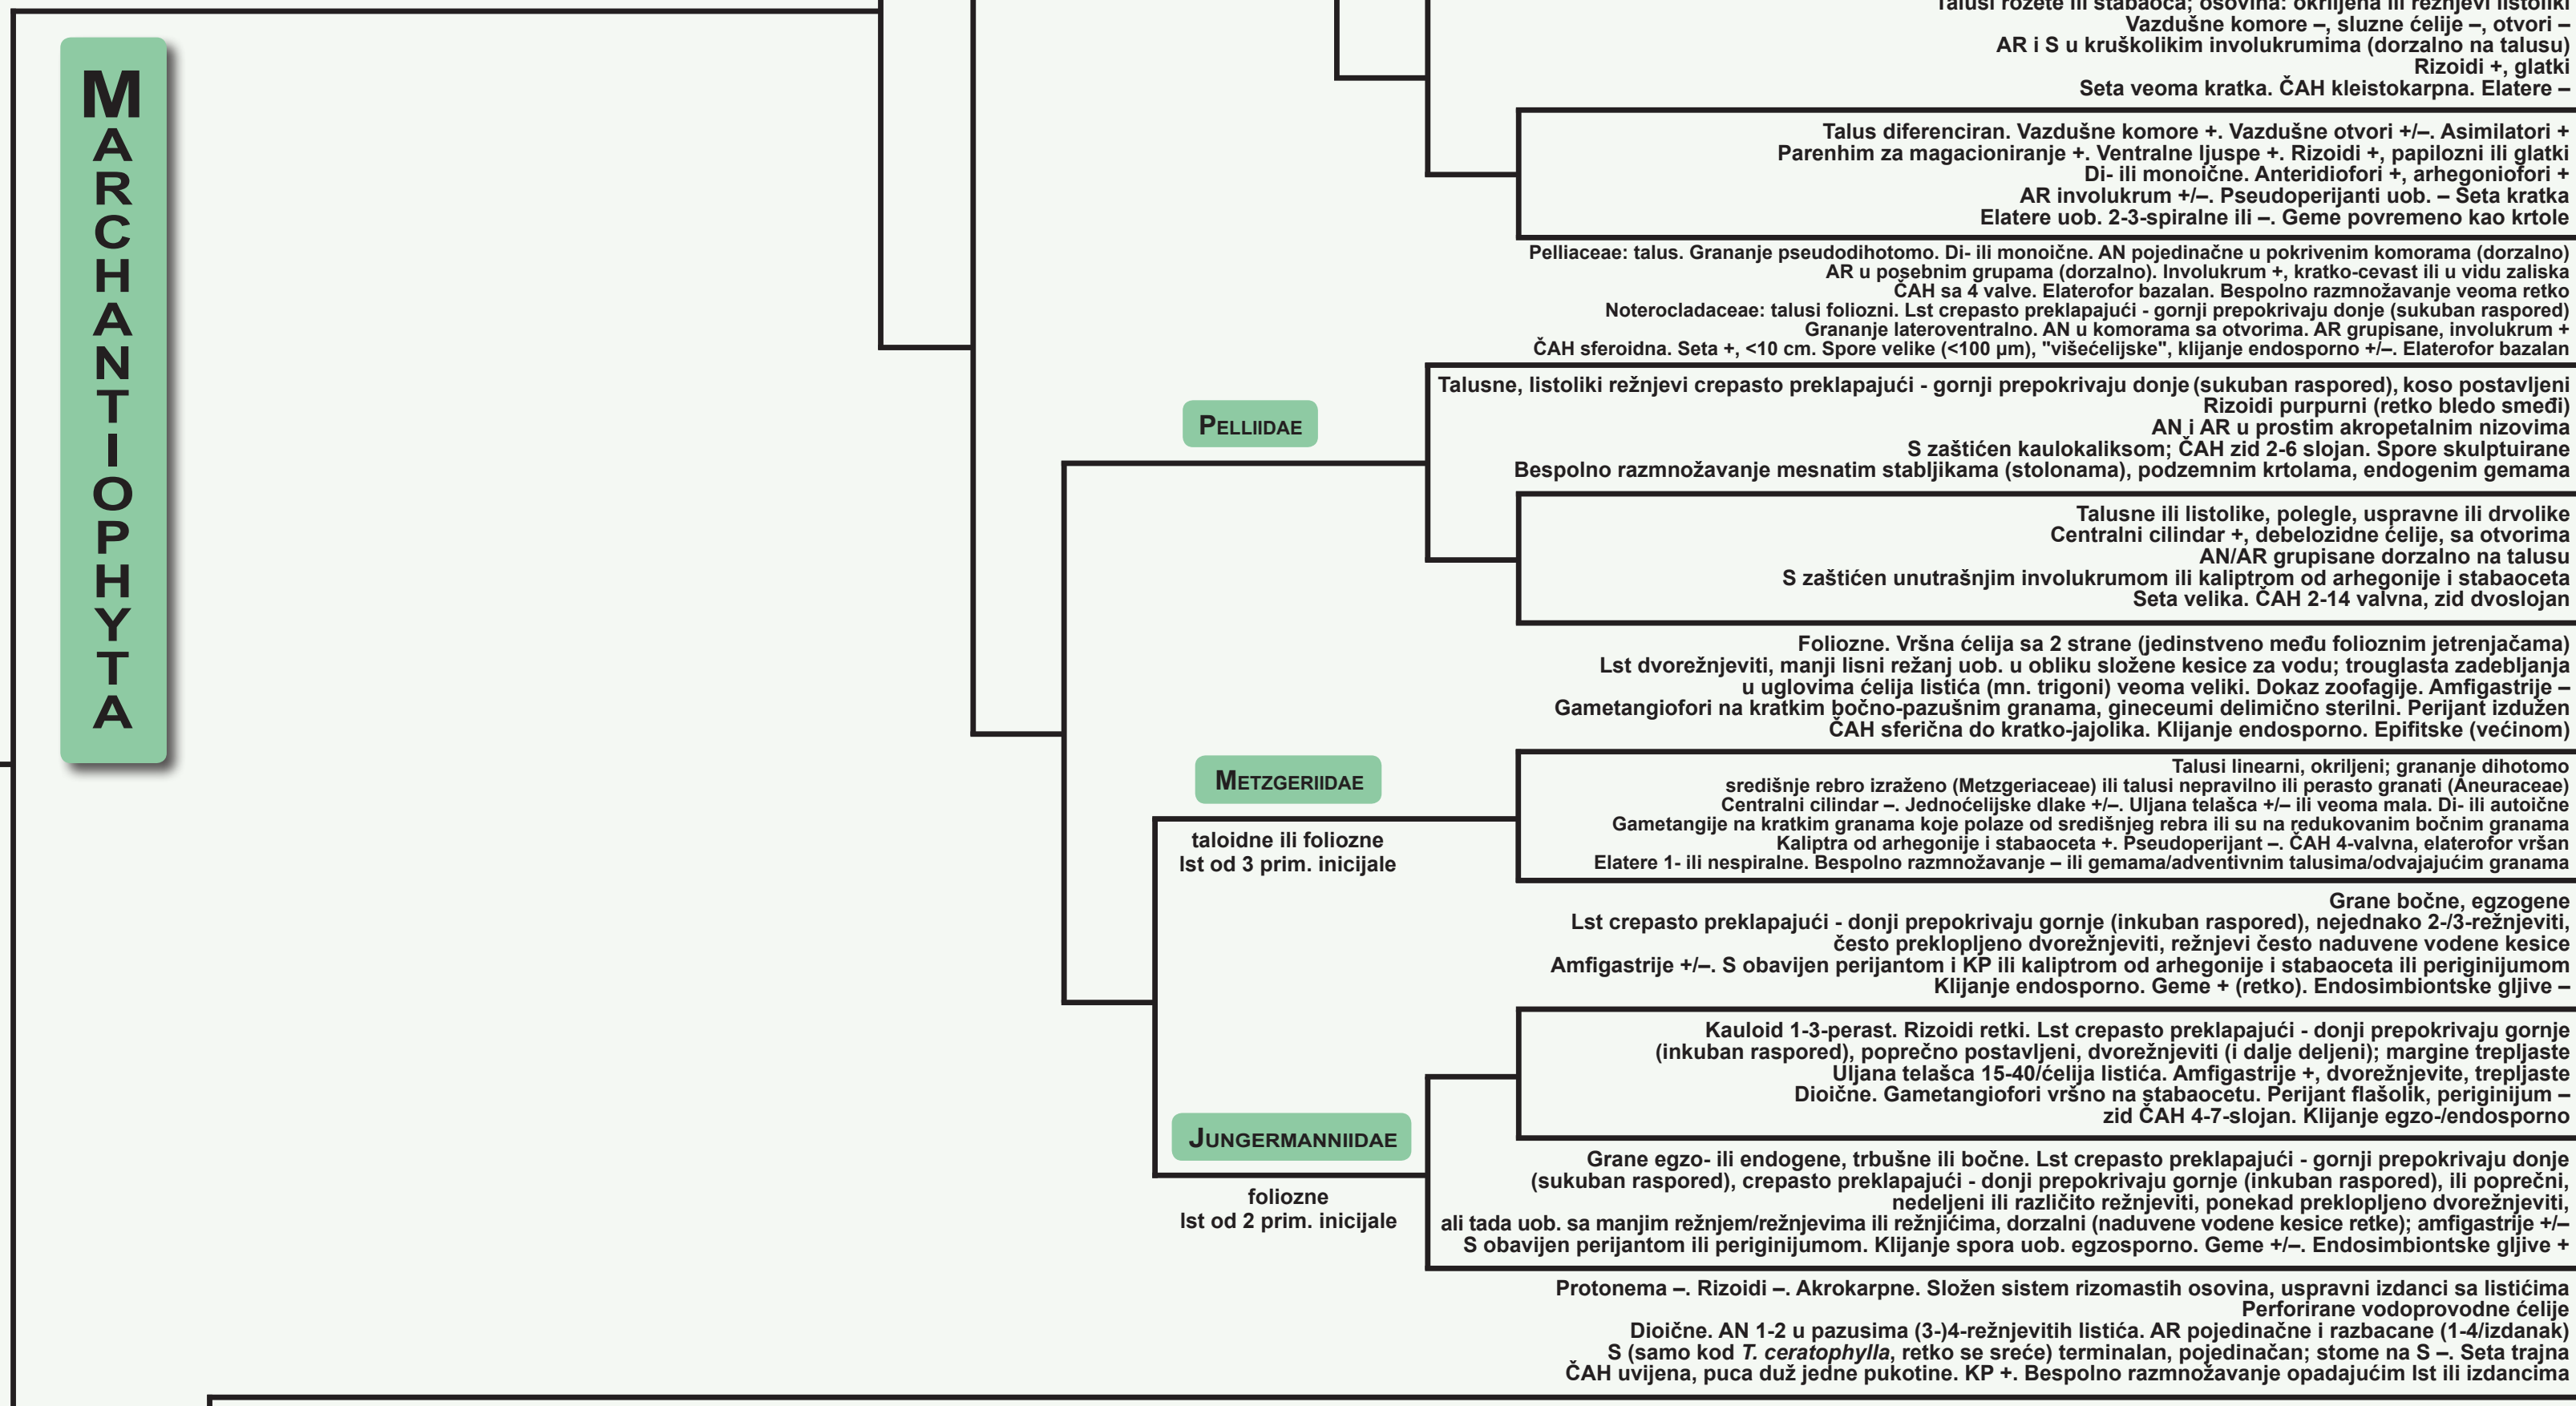 MARCHANTIOPHYTA
Talusi rozete ili stabaoca; osovina: okriljena ili režnjevi listoliki
Vazdušne komore –, sluzne ćelije –, otvori –
AR i S u kruškolikim involukrumima (dorzalno na talusu)
Rizoidi +, glatki
Seta veoma kratka. ČAH kleistokarpna. Elatere –
Talus diferenciran. Vazdušne komore +. Vazdušne otvori +/–. Asimilatori +
Parenhim za magacioniranje +. Ventralne ljuspe +. Rizoidi +, papilozni ili glatki
Di- ili monoične. Anteridiofori +, arhegoniofori +
AR involukrum +/–. Pseudoperijanti uob. – Seta kratka
Elatere uob. 2-3-spiralne ili –. Geme povremeno kao krtole
Pelliaceae: talus. Grananje pseudodihotomo. Di- ili monoične. AN pojedinačne u pokrivenim komorama (dorzalno)
AR u posebnim grupama (dorzalno). Involukrum +, kratko-cevast ili u vidu zaliska
ČAH sa 4 valve. Elaterofor bazalan. Bespolno razmnožavanje veoma retko
Noterocladaceae: talusi foliozni. Lst crepasto preklapajući - gornji prepokrivaju donje (sukuban raspored)
Grananje lateroventralno. AN u komorama sa otvorima. AR grupisane, involukrum +
ČAH sferoidna. Seta +, <10 cm. Spore velike (<100 µm), "višećelijske", klijanje endosporno +/–. Elaterofor bazalan
PELLIIDAE
Talusne, listoliki režnjevi crepasto preklapajući - gornji prepokrivaju donje (sukuban raspored), koso postavljeni
Rizoidi purpurni (retko bledo smeđi)
AN i AR u prostim akropetalnim nizovima
S zaštićen kaulokaliksom; ČAH zid 2-6 slojan. Spore skulptuirane
Bespolno razmnožavanje mesnatim stabljikama (stolonama), podzemnim krtolama, endogenim gemama
Talusne ili listolike, polegle, uspravne ili drvolike
Centralni cilindar +, debelozidne ćelije, sa otvorima
AN/AR grupisane dorzalno na talusu
S zaštićen unutrašnjim involukrumom ili kaliptrom od arhegonije i stabaoceta
Seta velika. ČAH 2-14 valvna, zid dvoslojan
Foliozne. Vršna ćelija sa 2 strane (jedinstveno među folioznim jetrenjačama)
Lst dvorežnjeviti, manji lisni režanj uob. u obliku složene kesice za vodu; trouglasta zadebljanja
u uglovima ćelija listića (mn. trigoni) veoma veliki. Dokaz zoofagije. Amfigastrije –
Gametangiofori na kratkim bočno-pazušnim granama, gineceumi delimično sterilni. Perijant izdužen
ČAH sferična do kratko-jajolika. Klijanje endosporno. Epifitske (većinom)
METZGERIIDAE
taloidne ili foliozne
lst od 3 prim. inicijale
Talusi linearni, okriljeni; grananje dihotomo
središnje rebro izraženo (Metzgeriaceae) ili talusi nepravilno ili perasto granati (Aneuraceae)
Centralni cilindar –. Jednoćelijske dlake +/–. Uljana telašca +/– ili veoma mala. Di- ili autoične
Gametangije na kratkim granama koje polaze od središnjeg rebra ili su na redukovanim bočnim granama
Kaliptra od arhegonije i stabaoceta +. Pseudoperijant –. ČAH 4-valvna, elaterofor vršan
Elatere 1- ili nespiralne. Bespolno razmnožavanje – ili gemama/adventivnim talusima/odvajajućim granama
Grane bočne, egzogene
Lst crepasto preklapajući - donji prepokrivaju gornje (inkuban raspored), nejednako 2-/3-režnjeviti,
često preklopljeno dvorežnjeviti, režnjevi često naduvene vodene kesice
Amfigastrije +/–. S obavijen perijantom i KP ili kaliptrom od arhegonije i stabaoceta ili periginijumom
Klijanje endosporno. Geme + (retko). Endosimbiontske gljive –
Kauloid 1-3-perast. Rizoidi retki. Lst crepasto preklapajući - donji prepokrivaju gornje
(inkuban raspored), poprečno postavljeni, dvorežnjeviti (i dalje deljeni); margine trepljaste
Uljana telašca 15-40/ćelija listića. Amfigastrije +, dvorežnjevite, trepljaste
Dioične. Gametangiofori vršno na stabaocetu. Perijant flašolik, periginijum –
zid ČAH 4-7-slojan. Klijanje egzo-/endosporno
JUNGERMANNIIDAE
foliozne
lst od 2 prim. inicijale
Grane egzo- ili endogene, trbušne ili bočne. Lst crepasto preklapajući - gornji prepokrivaju donje
(sukuban raspored), crepasto preklapajući - donji prepokrivaju gornje (inkuban raspored), ili poprečni,
nedeljeni ili različito režnjeviti, ponekad preklopljeno dvorežnjeviti,
ali tada uob. sa manjim režnjem/režnjevima ili režnjićima, dorzalni (naduvene vodene kesice retke); amfigastrije +/–
S obavijen perijantom ili periginijumom. Klijanje spora uob. egzosporno. Geme +/–. Endosimbiontske gljive +
Protonema –. Rizoidi –. Akrokarpne. Složen sistem rizomastih osovina, uspravni izdanci sa listićima
Perforirane vodoprovodne ćelije
Dioične. AN 1-2 u pazusima (3-)4-režnjevitih listića. AR pojedinačne i razbacane (1-4/izdanak)
S (samo kod T. ceratophylla, retko se sreće) terminalan, pojedinačan; stome na S –. Seta trajna
ČAH uvijena, puca duž jedne pukotine. KP +. Bespolno razmnožavanje opadajućim lst ili izdancima